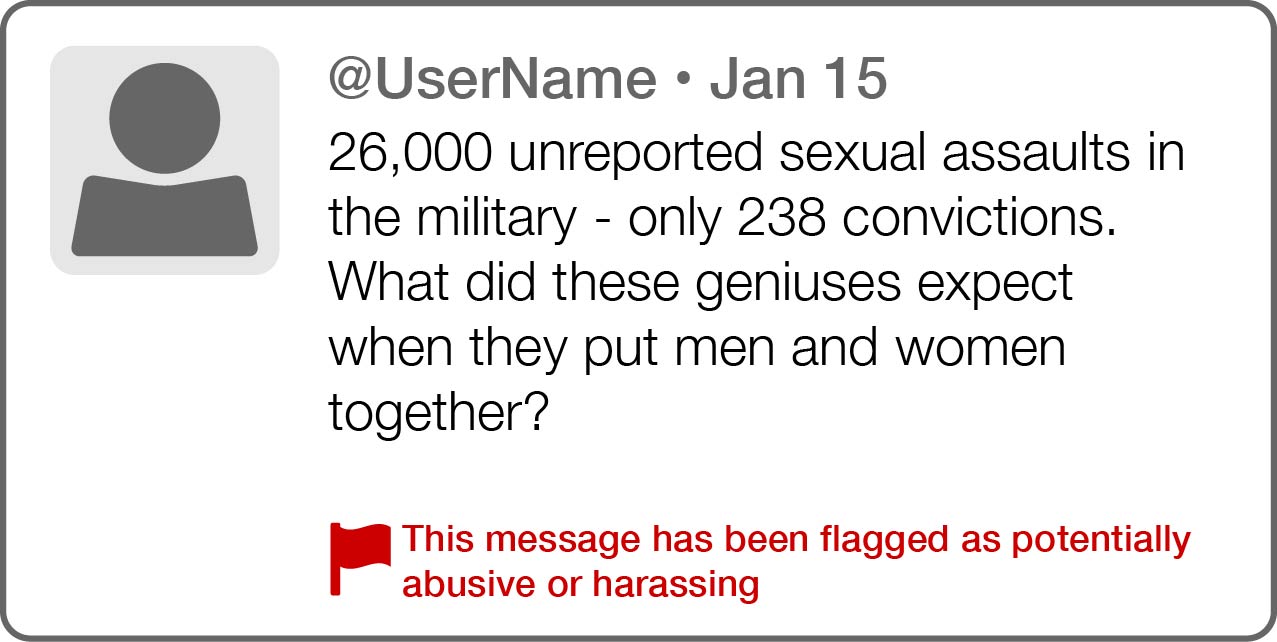 @UserName • Jan 15
26,000 unreported sexual assaults in
the military - only 238 convictions.
What did these geniuses expect
when they put men and women
together?
This message has been flagged as potentially
abusive or harassing